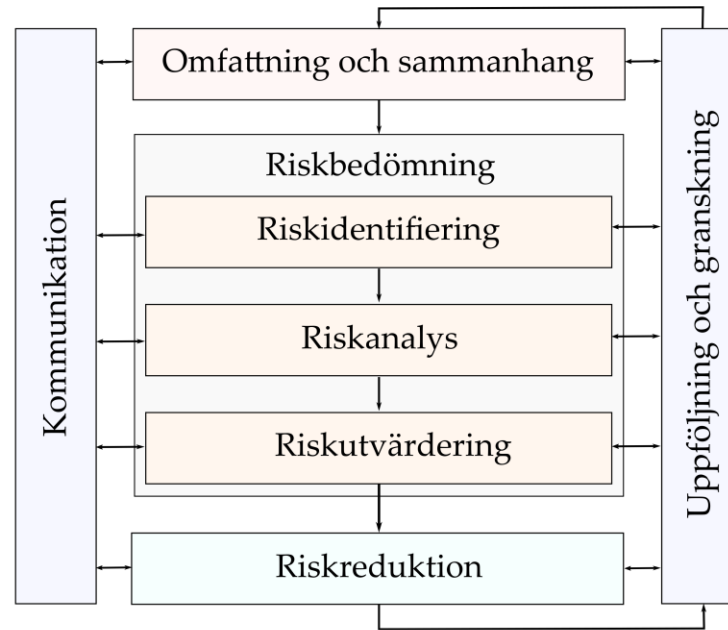 Omfattning och sammanhang
Riskbedömning
Riskidentifiering
Riskanalys
Riskutvärdering
Riskreduktion
Kommunikation
Uppföljning och granskning